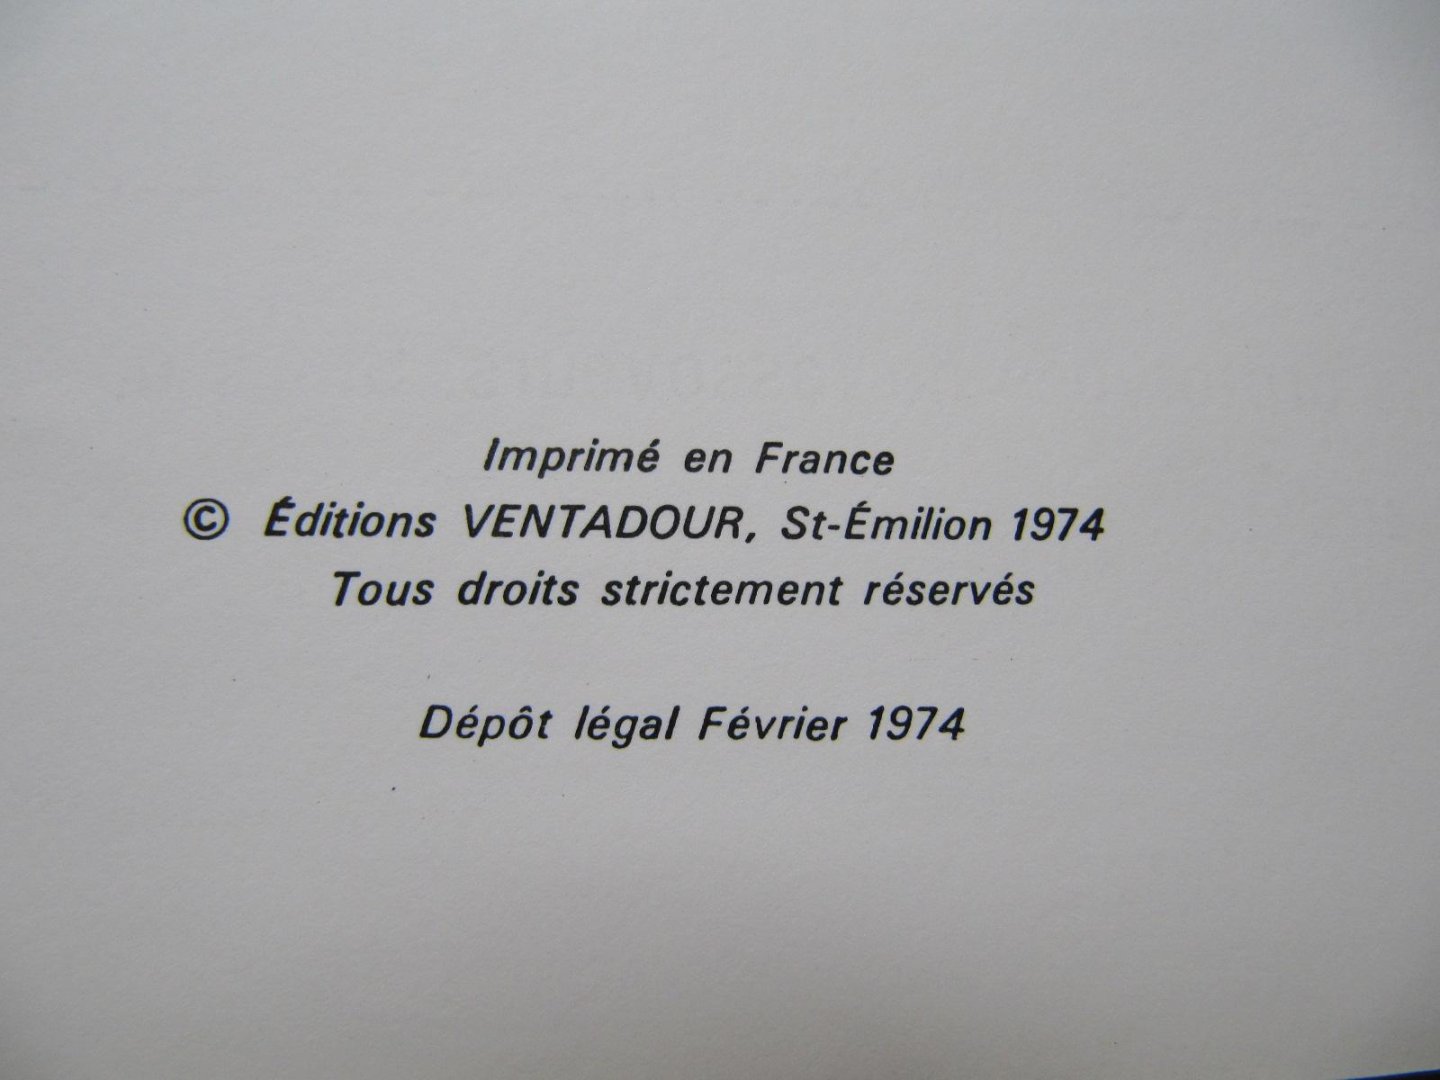 Imprimé en France
© Éditions VENTADOUR, St-Émilion 1974
Tous droits strictement réservés
Dépôt légal Février 1974